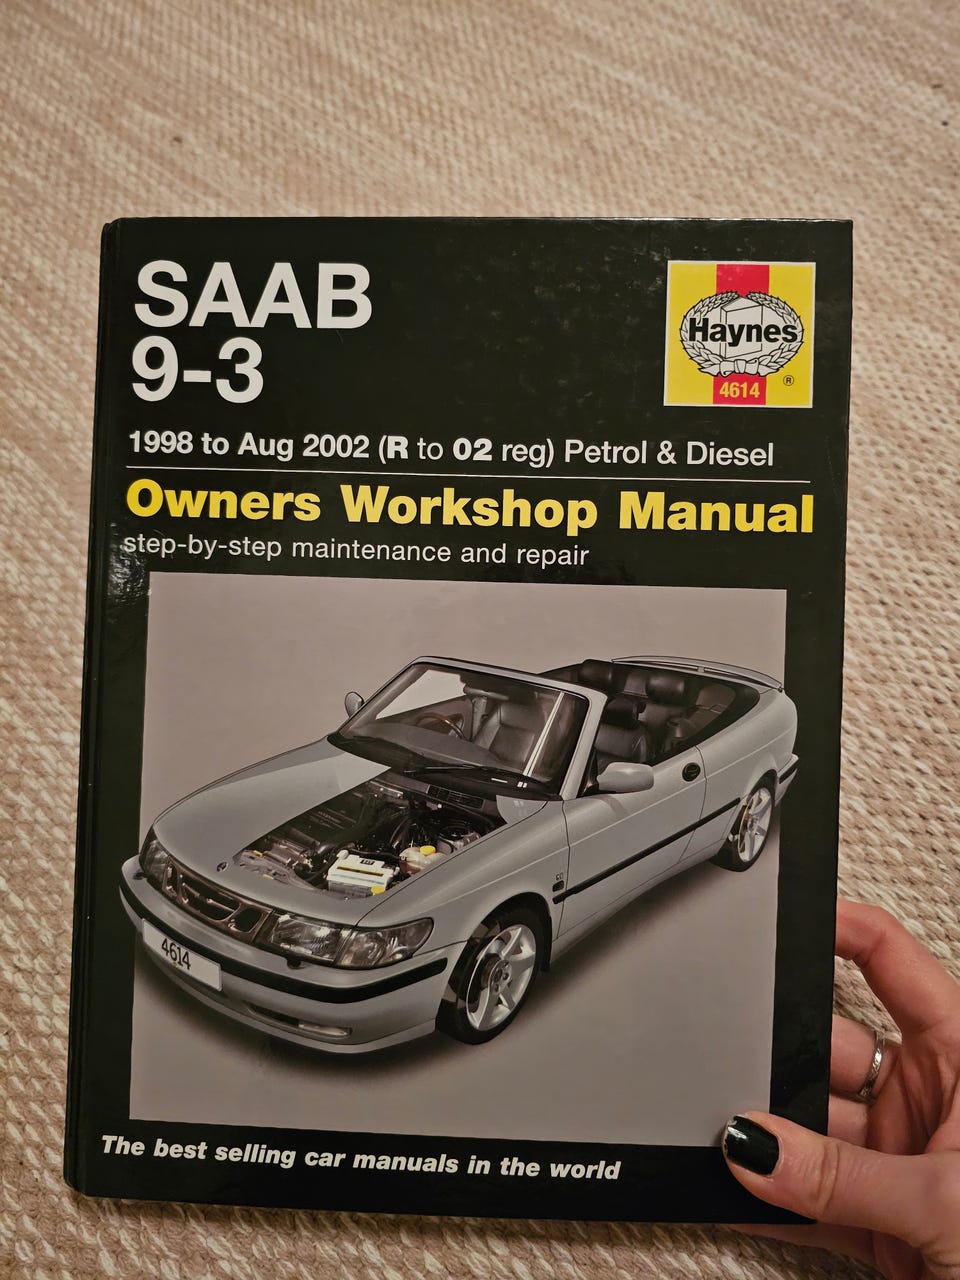 SAAB
9-3
Haynes
®
4614
1998 to Aug 2002 (R to 02 reg) Petrol & Diesel
Owners Workshop Manual
step-by-step maintenance and repair
4614
The best selling car manuals in the world